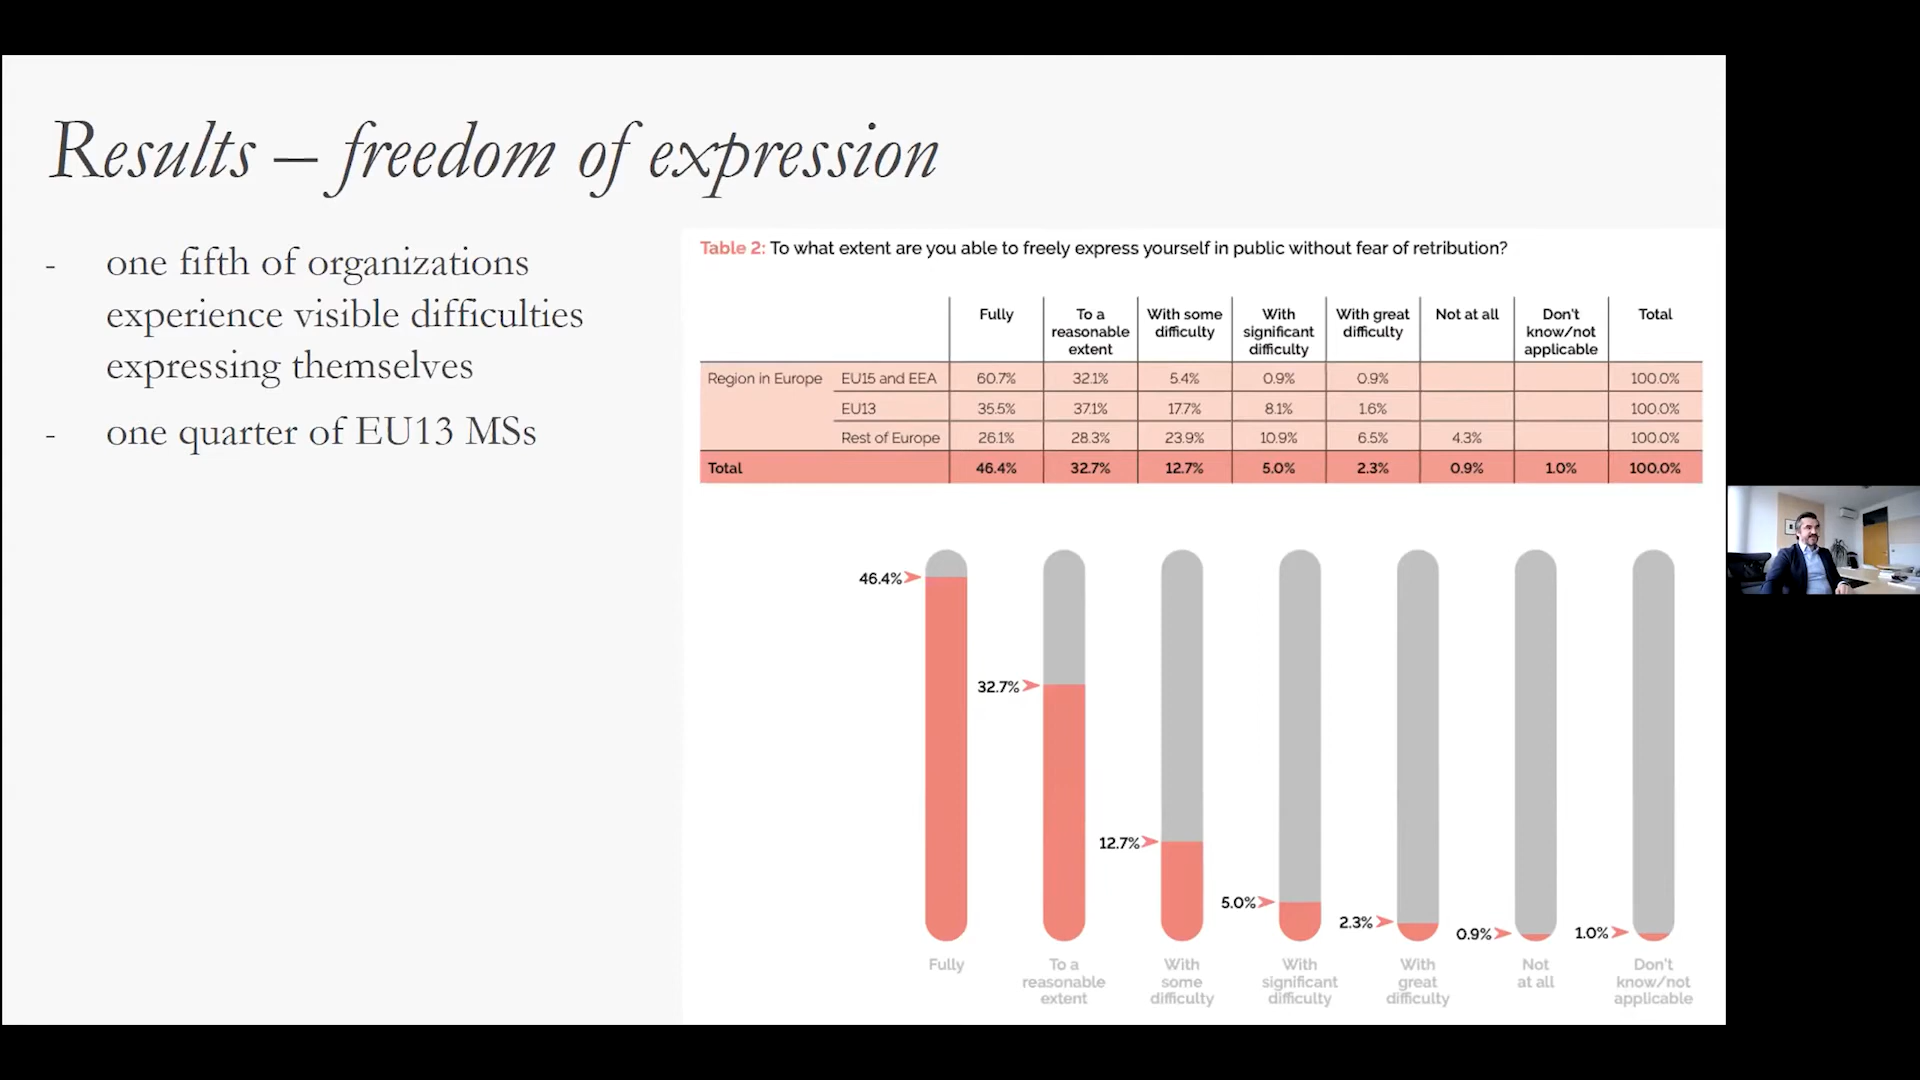 Results – freedom of expression
- one fifth of organizations
experience visible difficulties
expressing themselves
- one quarter of EU13 MSs
Table 2: To what extent are you able to freely express yourself in public without fear of retribution?
Fully To a reasonable extent With some difficulty With significant difficulty With great difficulty Not at all Don't know/not applicable Total
Region in Europe EU15 and EEA 60.7% 32.1% 5.4% 0.9% 0.9% 100.0%
EU13 35.5% 37.1% 17.7% 8.1% 1.6% 100.0%
Rest of Europe 26.1% 28.3% 23.9% 10.9% 6.5% 4.3% 100.0%
Total 46.4% 32.7% 12.7% 5.0% 2.3% 0.9% 1.0% 100.0%
46.4%
32.7%
12.7%
5.0%
2.3%
0.9%
1.0%
Fully
To a
reasonable
extent
With
some
difficulty
With
significant
difficulty
With
great
difficulty
Not
at all
Don't
know/not
applicable